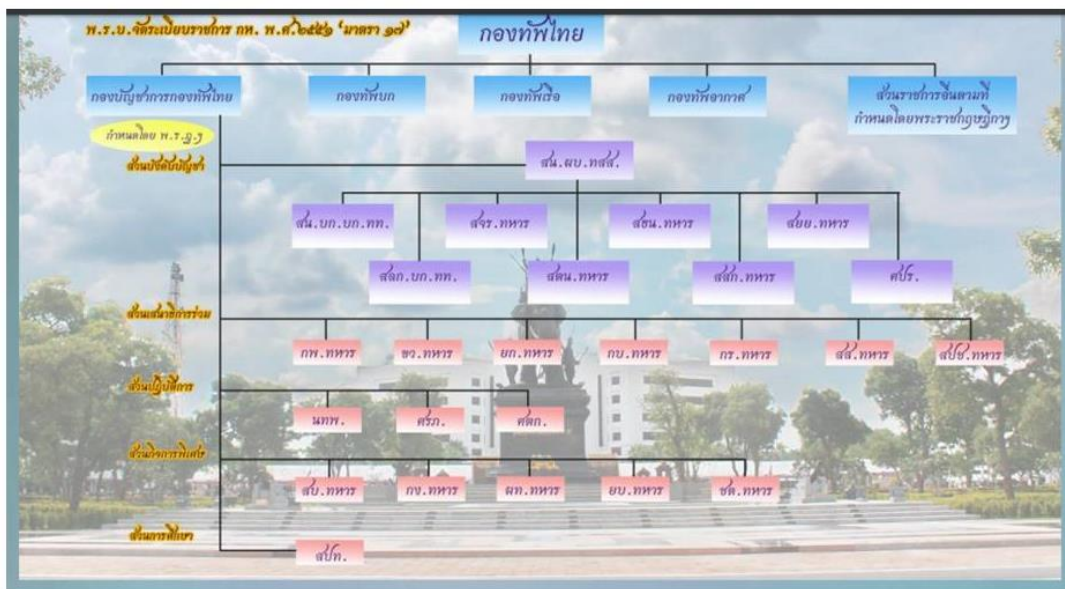 พ.ร.บ.จัดระเบียบราชการ กห. พ.ศ.๒๕๕๑ 'มาตรา ๑๗'
กองทัพไทย
กองบัญชาการกองทัพไทย
กองทัพบก
กองทัพเรือ
กองทัพอากาศ
ส่วนราชการอื่นตามที่
กำหนดโดยพระราชกฤษฎีกาฯ
กำหนดโดย พ.ร.ฎ.ฯ
ส่วนบังคับบัญชา
สน.ผบ.ทสส.
สน.บก.บก.ทท.
สจร.ทหาร
สธน.ทหาร
สยย.ทหาร
สลก.บก.ทท.
สตน.ทหาร
สสก.ทหาร
ศปร.
ส่วนเสนาธิการร่วม
กพ.ทหาร
ขว.ทหาร
ยก.ทหาร
กบ.ทหาร
กร.ทหาร
สส.ทหาร
สปช.ทหาร
ส่วนปฏิบัติการ
นทพ.
ศรภ.
ศตก.
ส่วนกิจการพิเศษ
สบ.ทหาร
กง.ทหาร
ผท.ทหาร
ยบ.ทหาร
ชด.ทหาร
ส่วนการศึกษา
สปท.